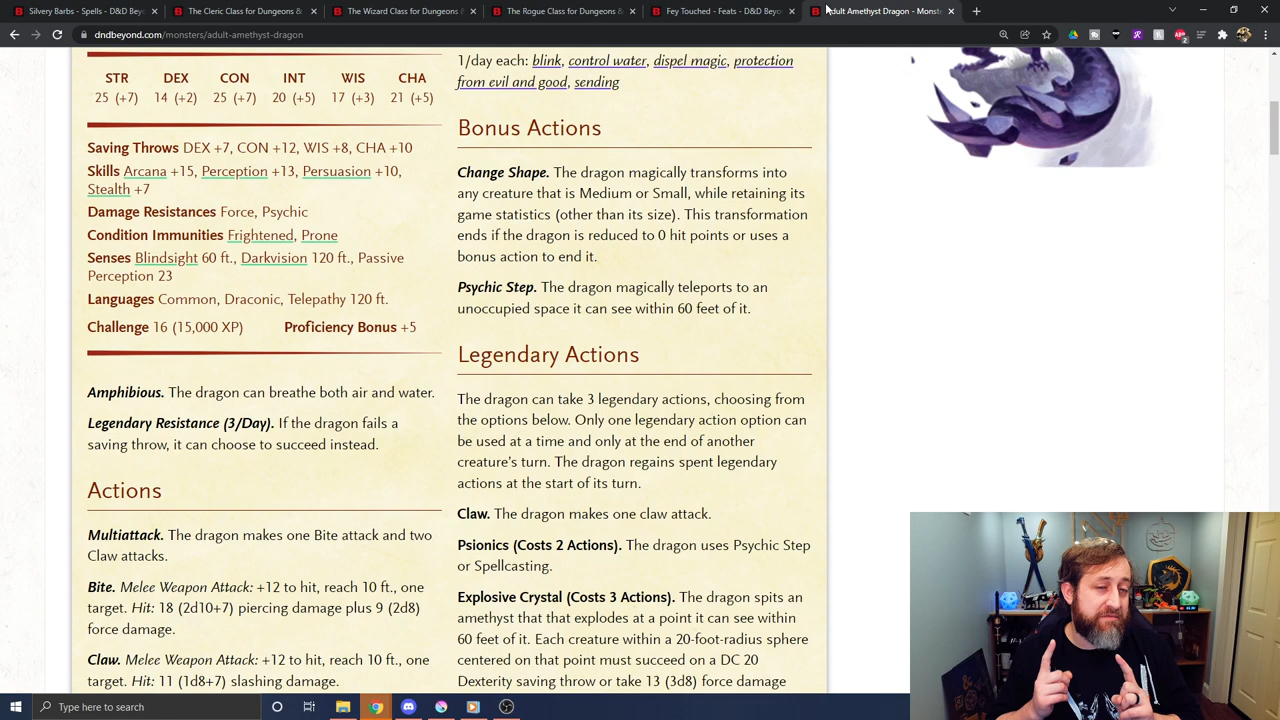 Silvery Barbs - Spells - D&D Bey
The Cleric Class for Dungeons &
The Wizard Class for Dungeons &
The Rogue Class for Dungeons &
Fey Touched - Feats - D&D Beyo
Adult Amethyst Dragon - Monst
dndbeyond.com/monsters/adult-amethyst-dragon
STR DEX CON INT WIS CHA
25 (+7) 14 (+2) 25 (+7) 20 (+5) 17 (+3) 21 (+5)
Saving Throws DEX +7, CON +12, WIS +8, CHA +10
Skills Arcana +15, Perception +13, Persuasion +10,
Stealth +7
Damage Resistances Force, Psychic
Condition Immunities Frightened, Prone
Senses Blindsight 60 ft., Darkvision 120 ft., Passive
Perception 23
Languages Common, Draconic, Telepathy 120 ft.
Challenge 16 (15,000 XP) Proficiency Bonus +5
Amphibious. The dragon can breathe both air and water.
Legendary Resistance (3/Day). If the dragon fails a
saving throw, it can choose to succeed instead.
Actions
Multiattack. The dragon makes one Bite attack and two
Claw attacks.
Bite. Melee Weapon Attack: +12 to hit, reach 10 ft., one
target. Hit: 18 (2d10+7) piercing damage plus 9 (2d8)
force damage.
Claw. Melee Weapon Attack: +12 to hit, reach 10 ft., one
target. Hit: 11 (1d8+7) slashing damage.
1/day each: blink, control water, dispel magic, protection
from evil and good, sending
Bonus Actions
Change Shape. The dragon magically transforms into
any creature that is Medium or Small, while retaining its
game statistics (other than its size). This transformation
ends if the dragon is reduced to 0 hit points or uses a
bonus action to end it.
Psychic Step. The dragon magically teleports to an
unoccupied space it can see within 60 feet of it.
Legendary Actions
The dragon can take 3 legendary actions, choosing from
the options below. Only one legendary action option can
be used at a time and only at the end of another
creature's turn. The dragon regains spent legendary
actions at the start of its turn.
Claw. The dragon makes one claw attack.
Psionics (Costs 2 Actions). The dragon uses Psychic Step
or Spellcasting.
Explosive Crystal (Costs 3 Actions). The dragon spits an
amethyst that that explodes at a point it can see within
60 feet of it. Each creature within a 20-foot-radius sphere
centered on that point must succeed on a DC 20
Dexterity saving throw or take 13 (3d8) force damage
Type here to search